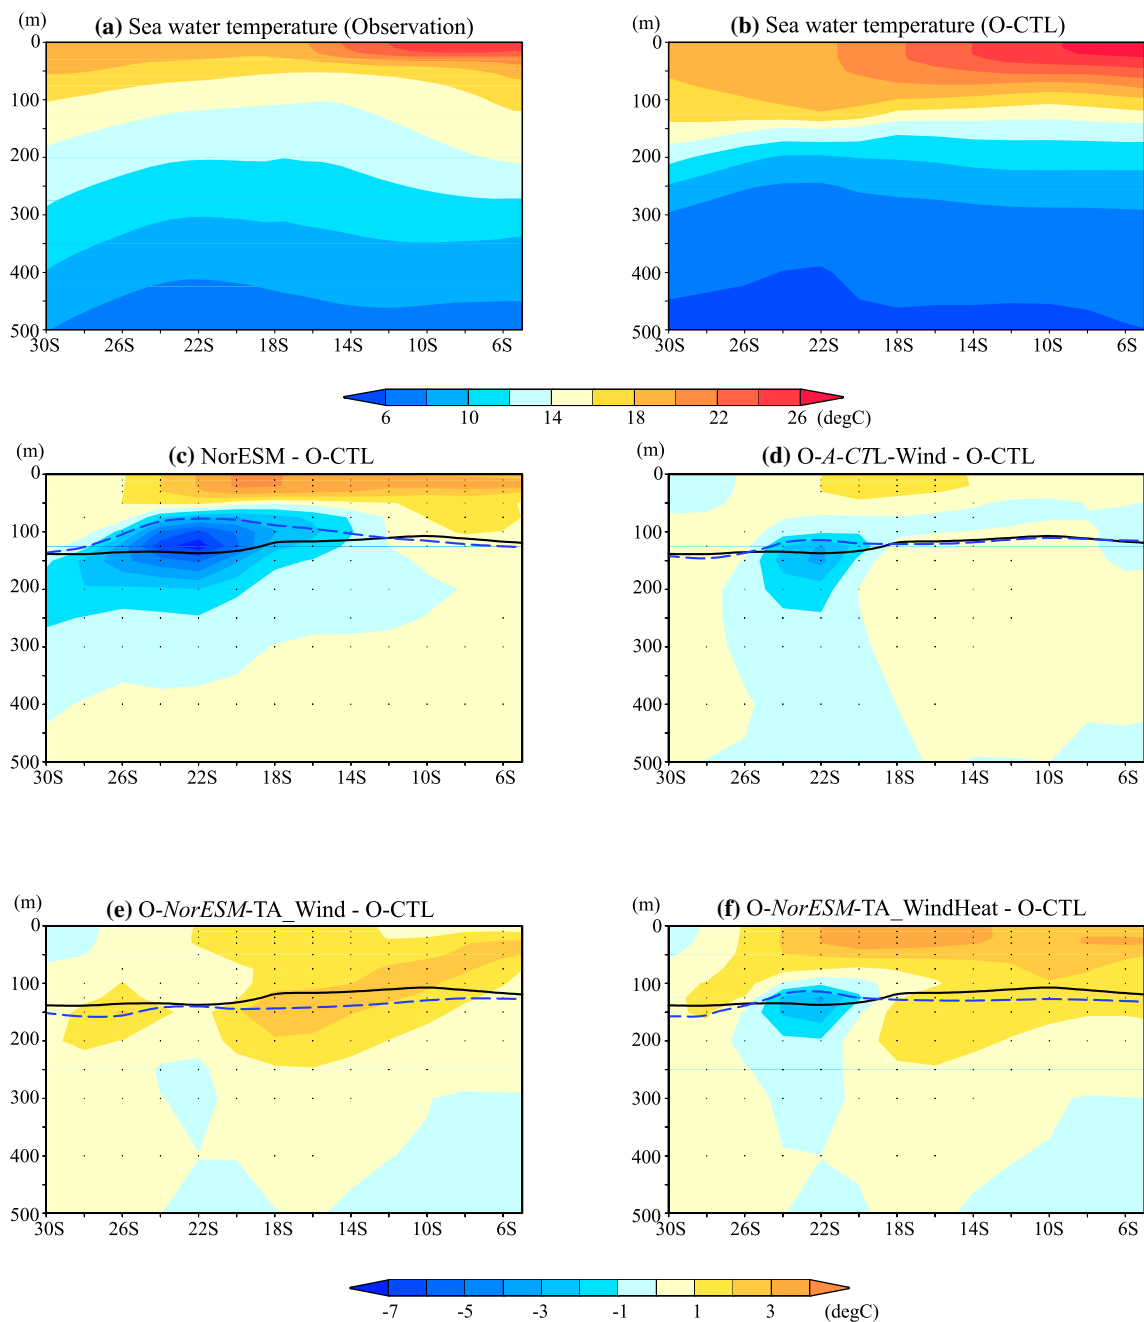 (m) (a) Sea water temperature (Observation)
0
100
200
300
400
500
30S 26S 22S 18S 14S 10S 6S
(m) (b) Sea water temperature (O-CTL)
0
100
200
300
400
500
30S 26S 22S 18S 14S 10S 6S
6 10 14 18 22 26 (degC)
(m) (c) NorESM - O-CTL
0
100
200
300
400
500
30S 26S 22S 18S 14S 10S 6S
(m) (d) O-A-CTL-Wind - O-CTL
0
100
200
300
400
500
30S 26S 22S 18S 14S 10S 6S
(m) (e) O-NorESM-TA_Wind - O-CTL
0
100
200
300
400
500
30S 26S 22S 18S 14S 10S 6S
(m) (f) O-NorESM-TA_WindHeat - O-CTL
0
100
200
300
400
500
30S 26S 22S 18S 14S 10S 6S
-7 -5 -3 -1 1 3 (degC)